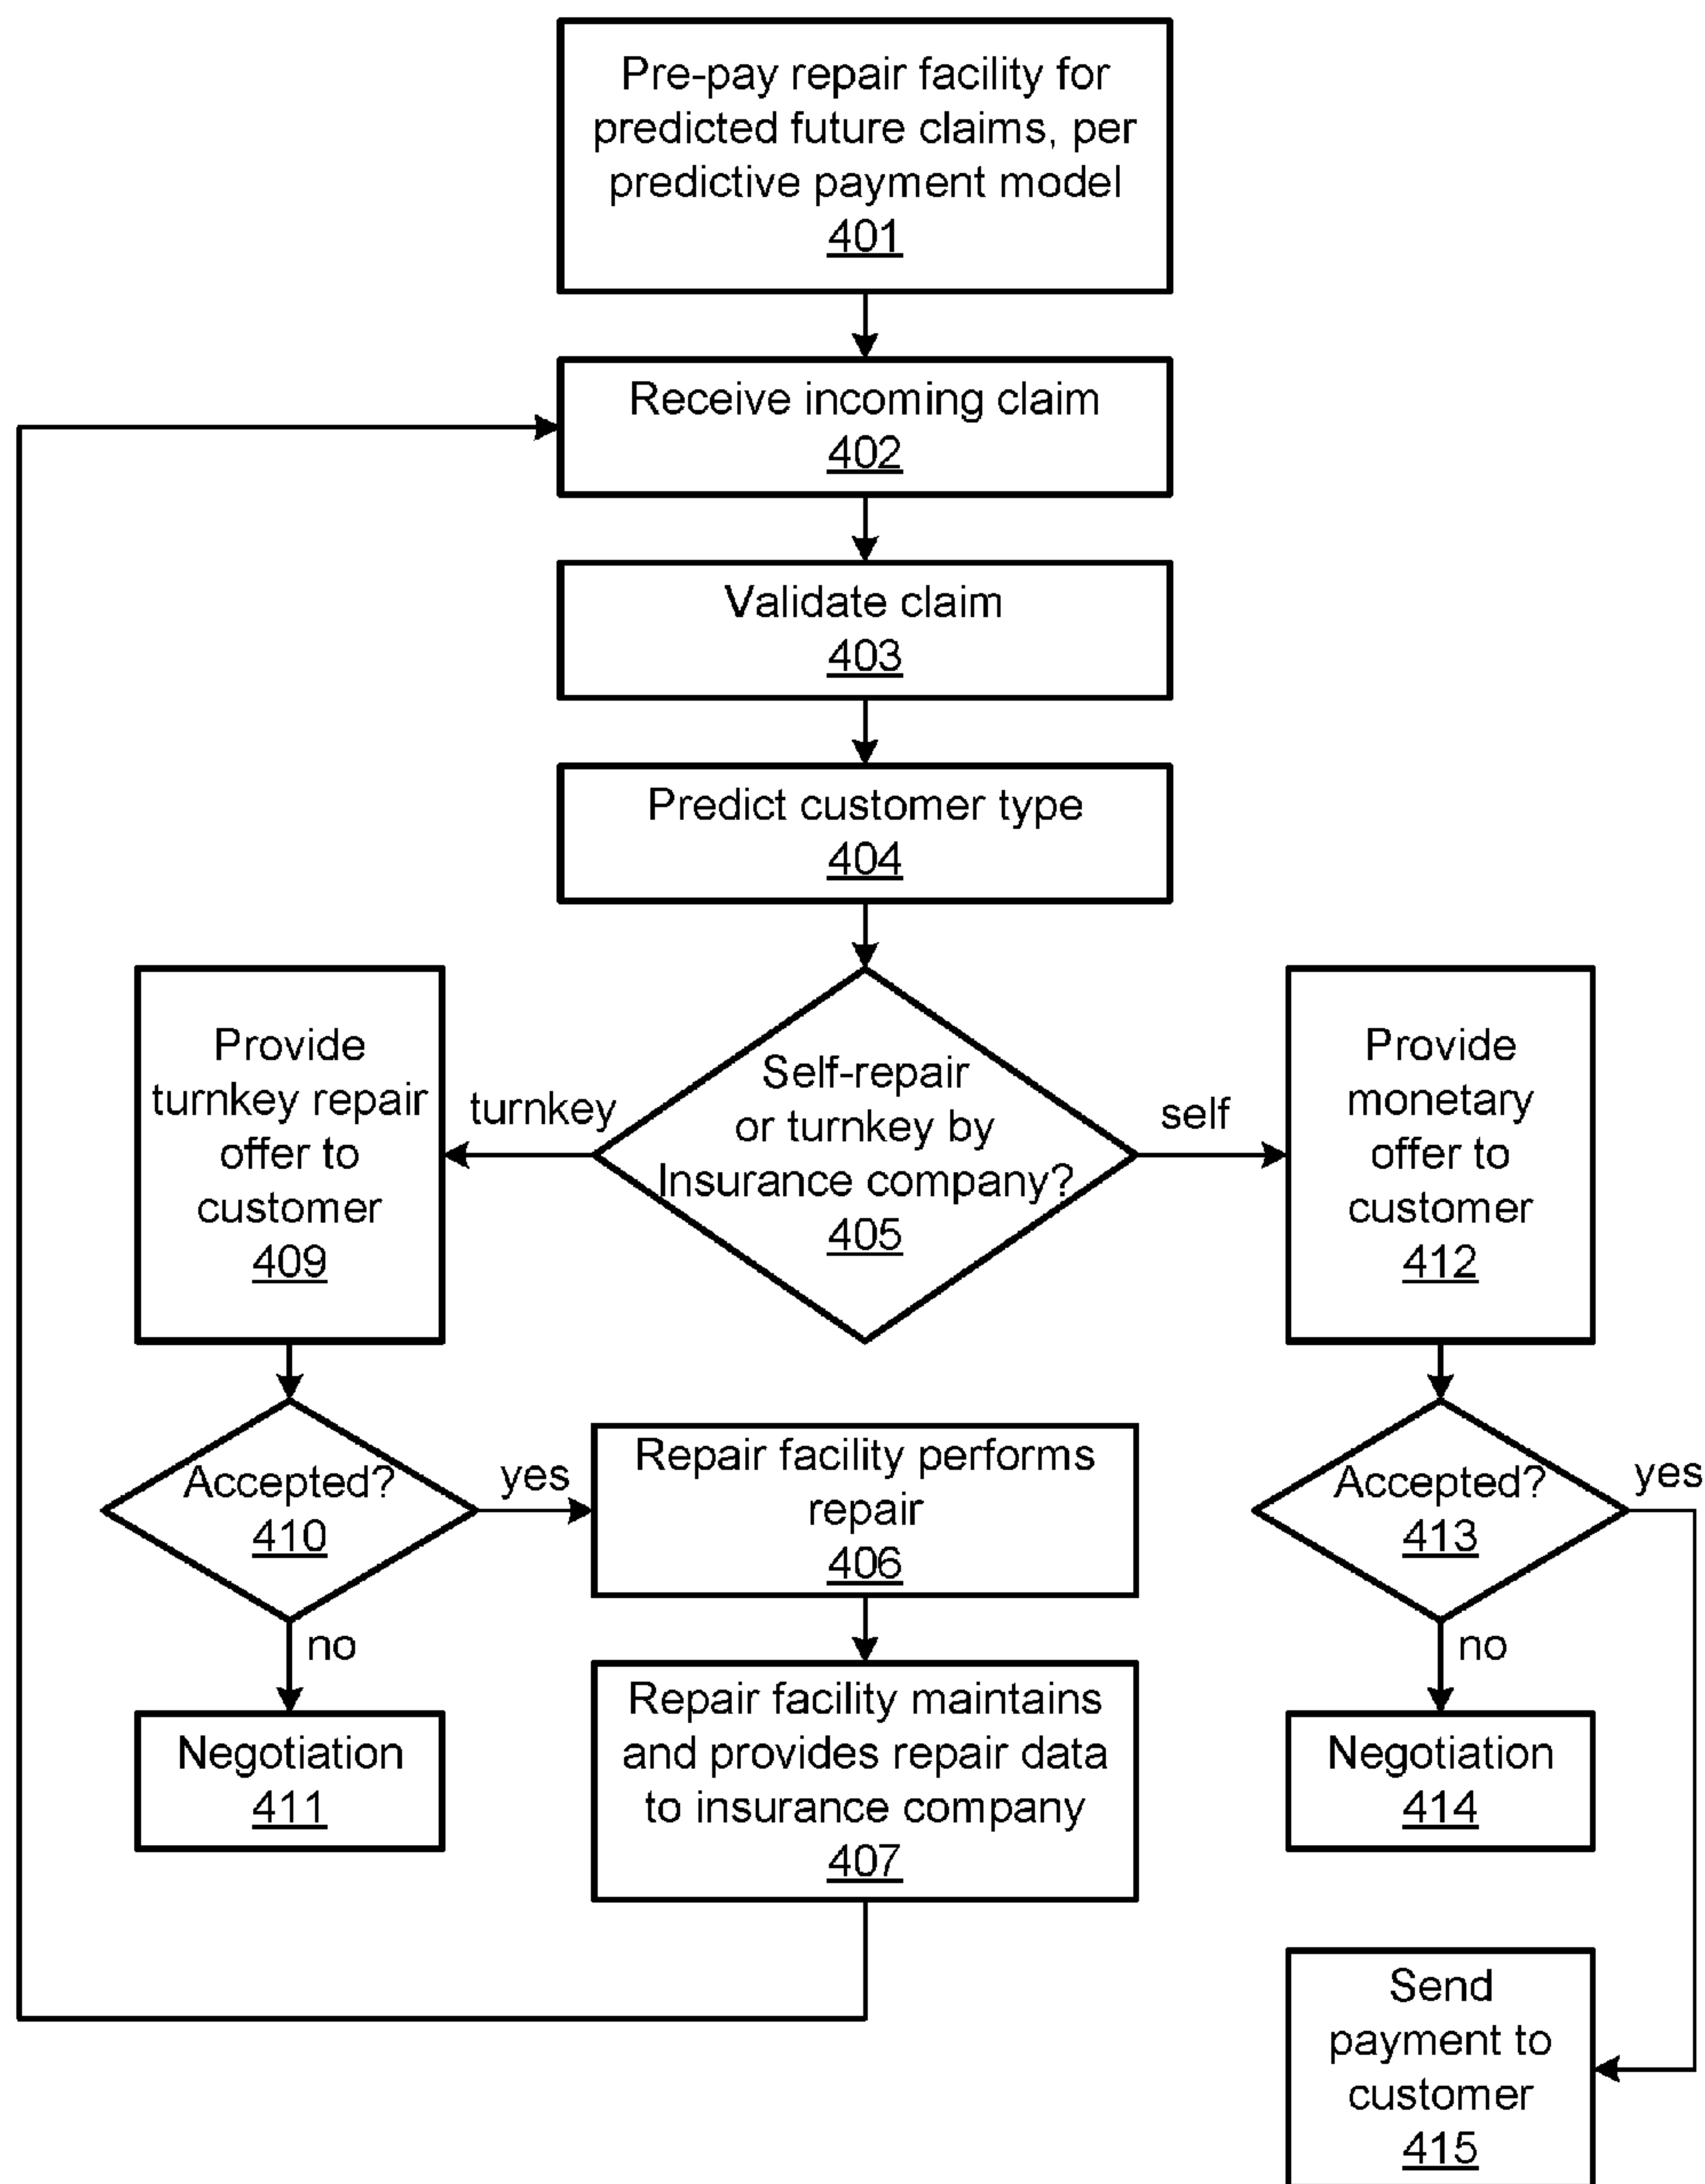 Pre-pay repair facility for
predicted future claims, per
predictive payment model
401
Receive incoming claim
402
Validate claim
403
Predict customer type
404
Provide
turnkey repair
offer to
customer
409
turnkey
Self-repair
or turnkey by
Insurance company?
405
self
Provide
monetary
offer to
customer
412
Accepted?
410
yes
no
Negotiation
411
Repair facility performs
repair
406
Repair facility maintains
and provides repair data
to insurance company
407
Accepted?
413
yes
no
Negotiation
414
Send
payment to
customer
415